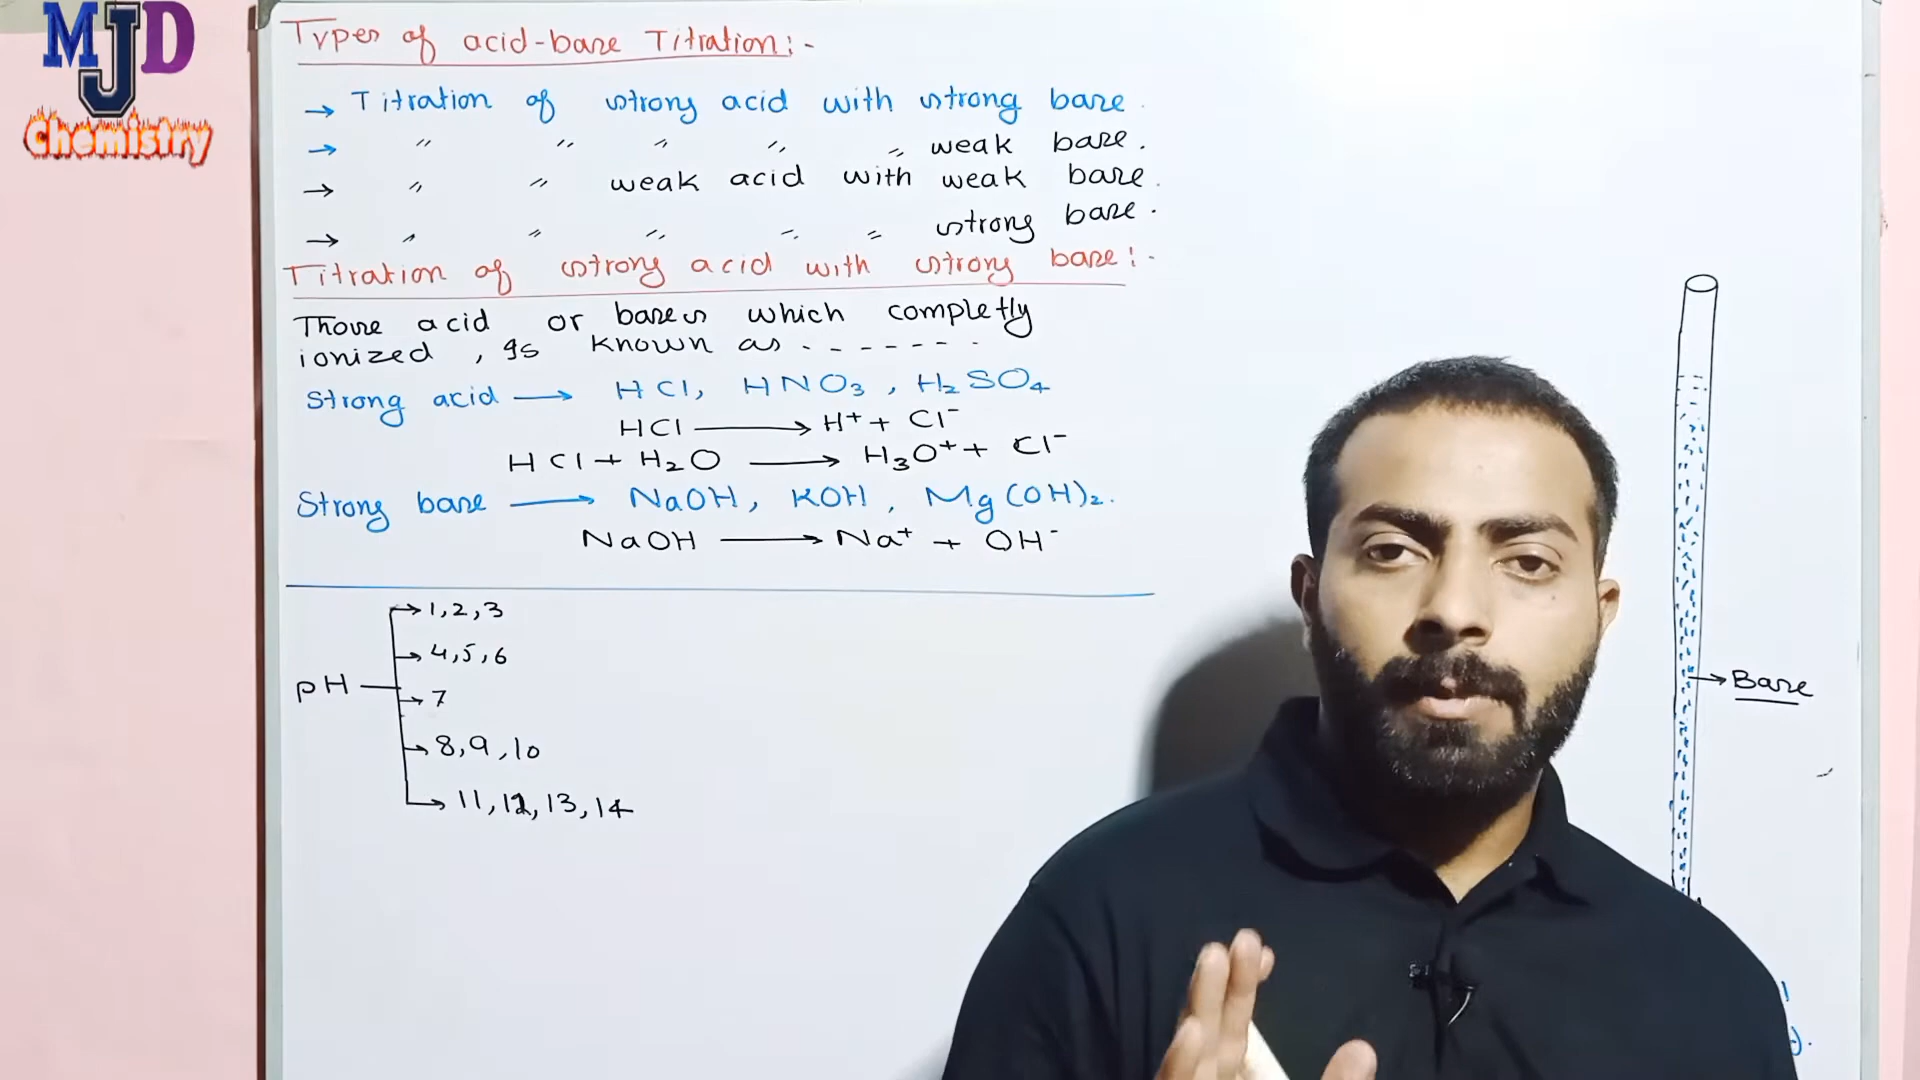 MJD
Chemistry
Types of acid-base Titration:-
→ Titration of strong acid with strong base.
→ " " " " " weak base.
→ " " weak acid with weak base.
→ " " " " " strong base.
Titration of strong acid with strong base:-
Those acid or bases which completly
ionized, is known as - - - - - - -
Strong acid → HCl, HNO3, H2SO4
HCl → H+ + Cl-
HCl + H2O → H3O+ + Cl-
Strong base → NaOH, KOH, Mg(OH)2.
NaOH → Na+ + OH-
pH
→ 1,2,3
→ 4,5,6
→ 7
→ 8,9,10
→ 11,12,13,14
→ Base